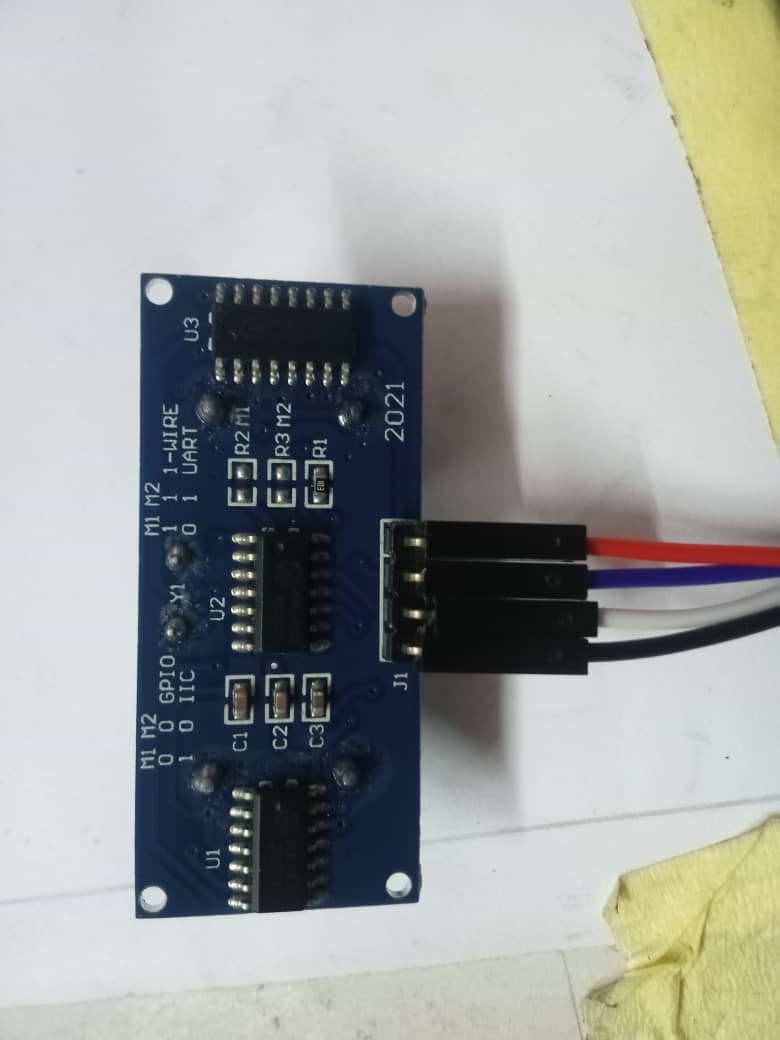 M1 M2
0 0 GPIO
1 0 IIC
Y1
M1 M2
1 1 1-WIRE
0 1 UART
U1
U2
U3
C1
C2
C3
R2 M1
R3 M2
R1
J1
2021